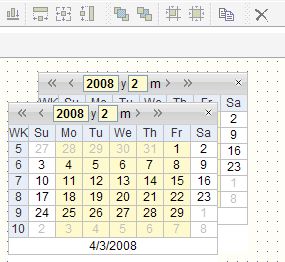 2008 y 2 m
WK Su Mo Tu We Th Fr Sa
2
9
16
23
1
8
2008 y 2 m
WK Su Mo Tu We Th Fr Sa
5 27 28 29 30 31 1 2
6 3 4 5 6 7 8 9
7 10 11 12 13 14 15 16
8 17 18 19 20 21 22 23
9 24 25 26 27 28 29 1
10 2 3 4 5 6 7 8
4/3/2008